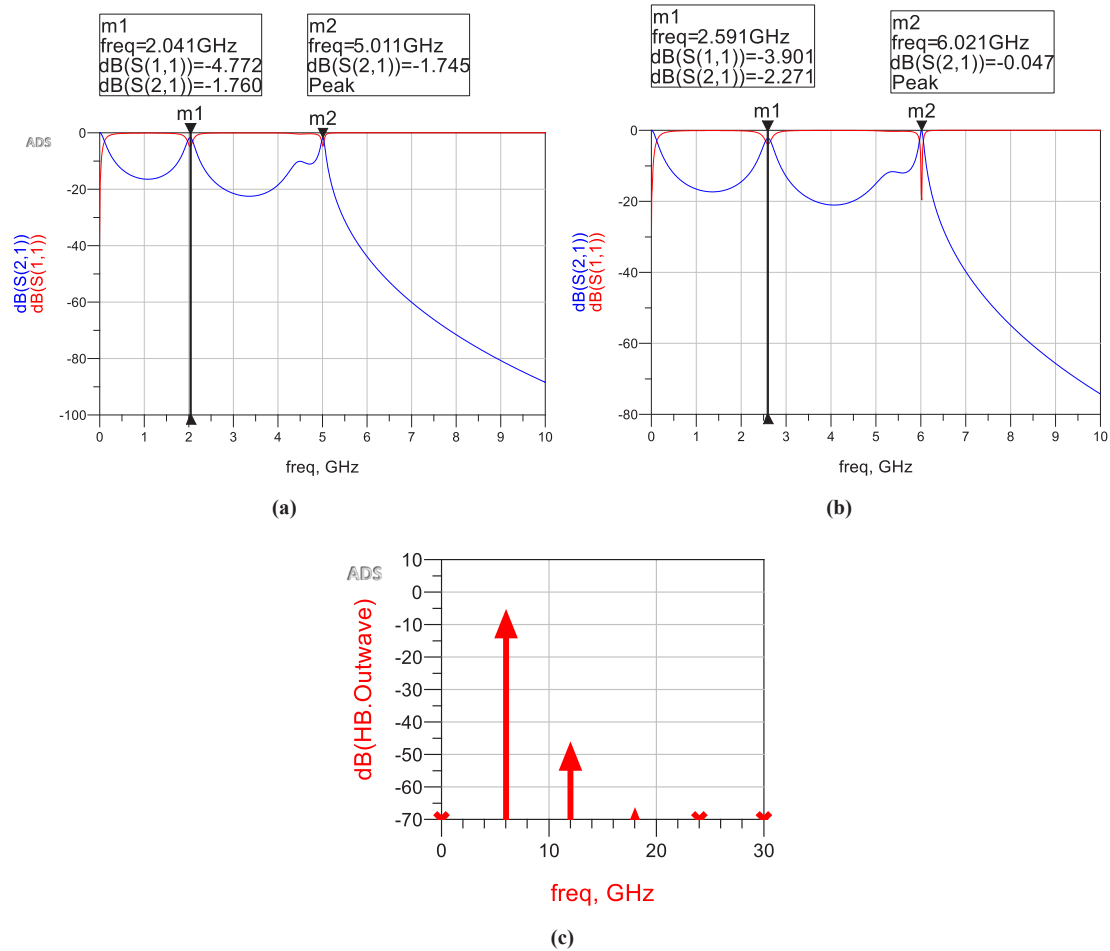 m1
freq=2.041GHz
dB(S(1,1))=-4.772
dB(S(2,1))=-1.760
m2
freq=5.011GHz
dB(S(2,1))=-1.745
Peak
m1
m2
ADS
0
-20
-40
-60
-80
-100
dB(S(2,1))
dB(S(1,1))
0 1 2 3 4 5 6 7 8 9 10
freq, GHz
(a)
m1
freq=2.591GHz
dB(S(1,1))=-3.901
dB(S(2,1))=-2.271
m2
freq=6.021GHz
dB(S(2,1))=-0.047
Peak
m1
m2
0
-20
-40
-60
-80
dB(S(2,1))
dB(S(1,1))
0 1 2 3 4 5 6 7 8 9 10
freq, GHz
(b)
ADS
10
0
-10
-20
-30
-40
-50
-60
-70
dB(HB.Outwave)
0 10 20 30
freq, GHz
(c)